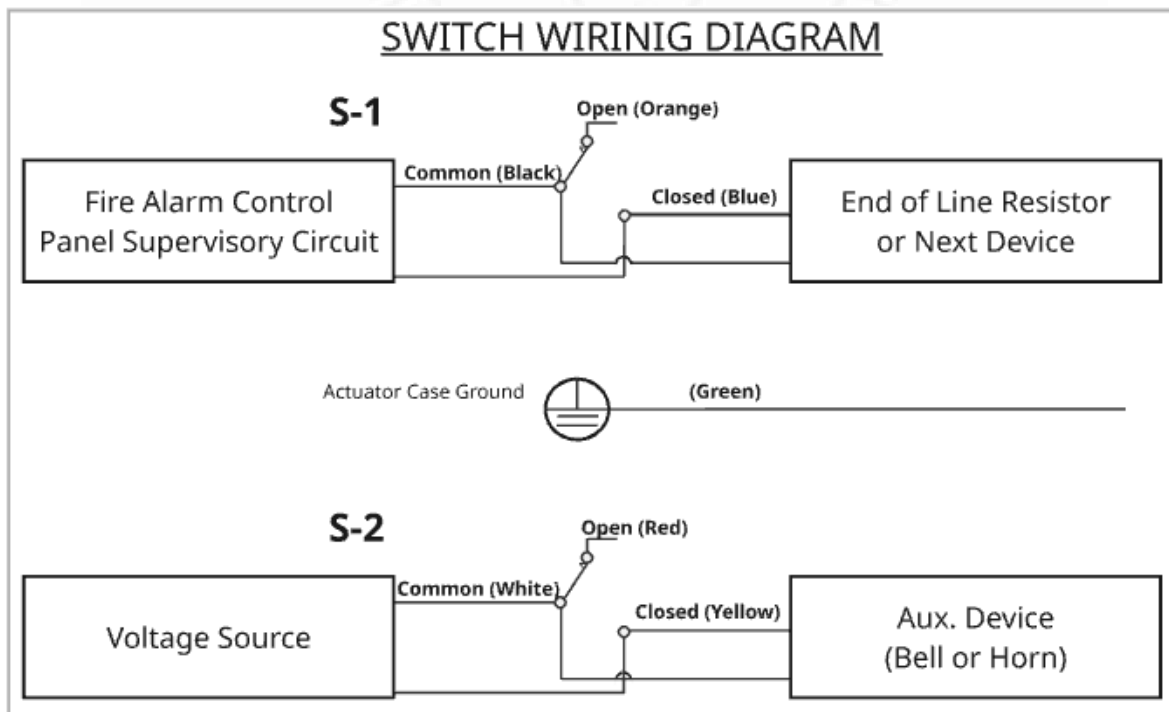 SWITCH WIRINIG DIAGRAM
S-1
Open (Orange)
Common (Black)
Closed (Blue)
Fire Alarm Control
Panel Supervisory Circuit
End of Line Resistor
or Next Device
Actuator Case Ground
(Green)
S-2
Open (Red)
Common (White)
Closed (Yellow)
Voltage Source
Aux. Device
(Bell or Horn)